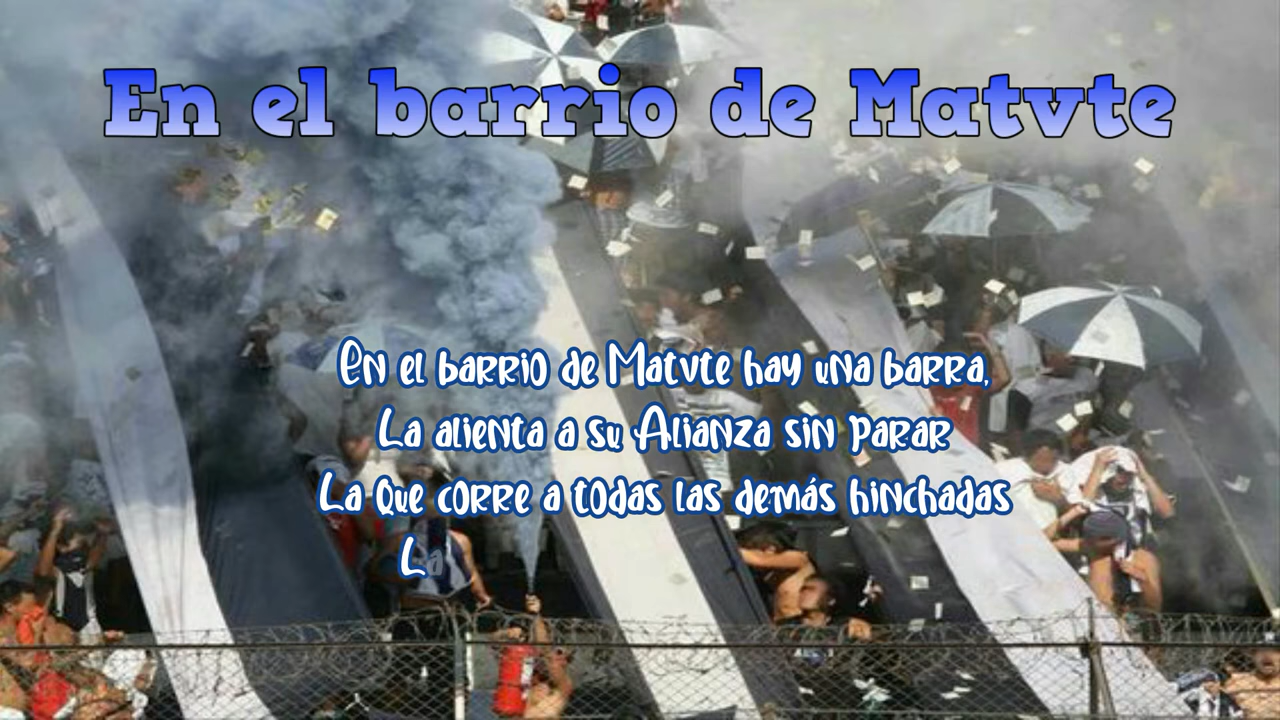 En el barrio de Matvte
En el barrio de Matvte hay una barra,
La alienta a su Alianza sin parar
La Que corre a todas las demás hinchadas
La